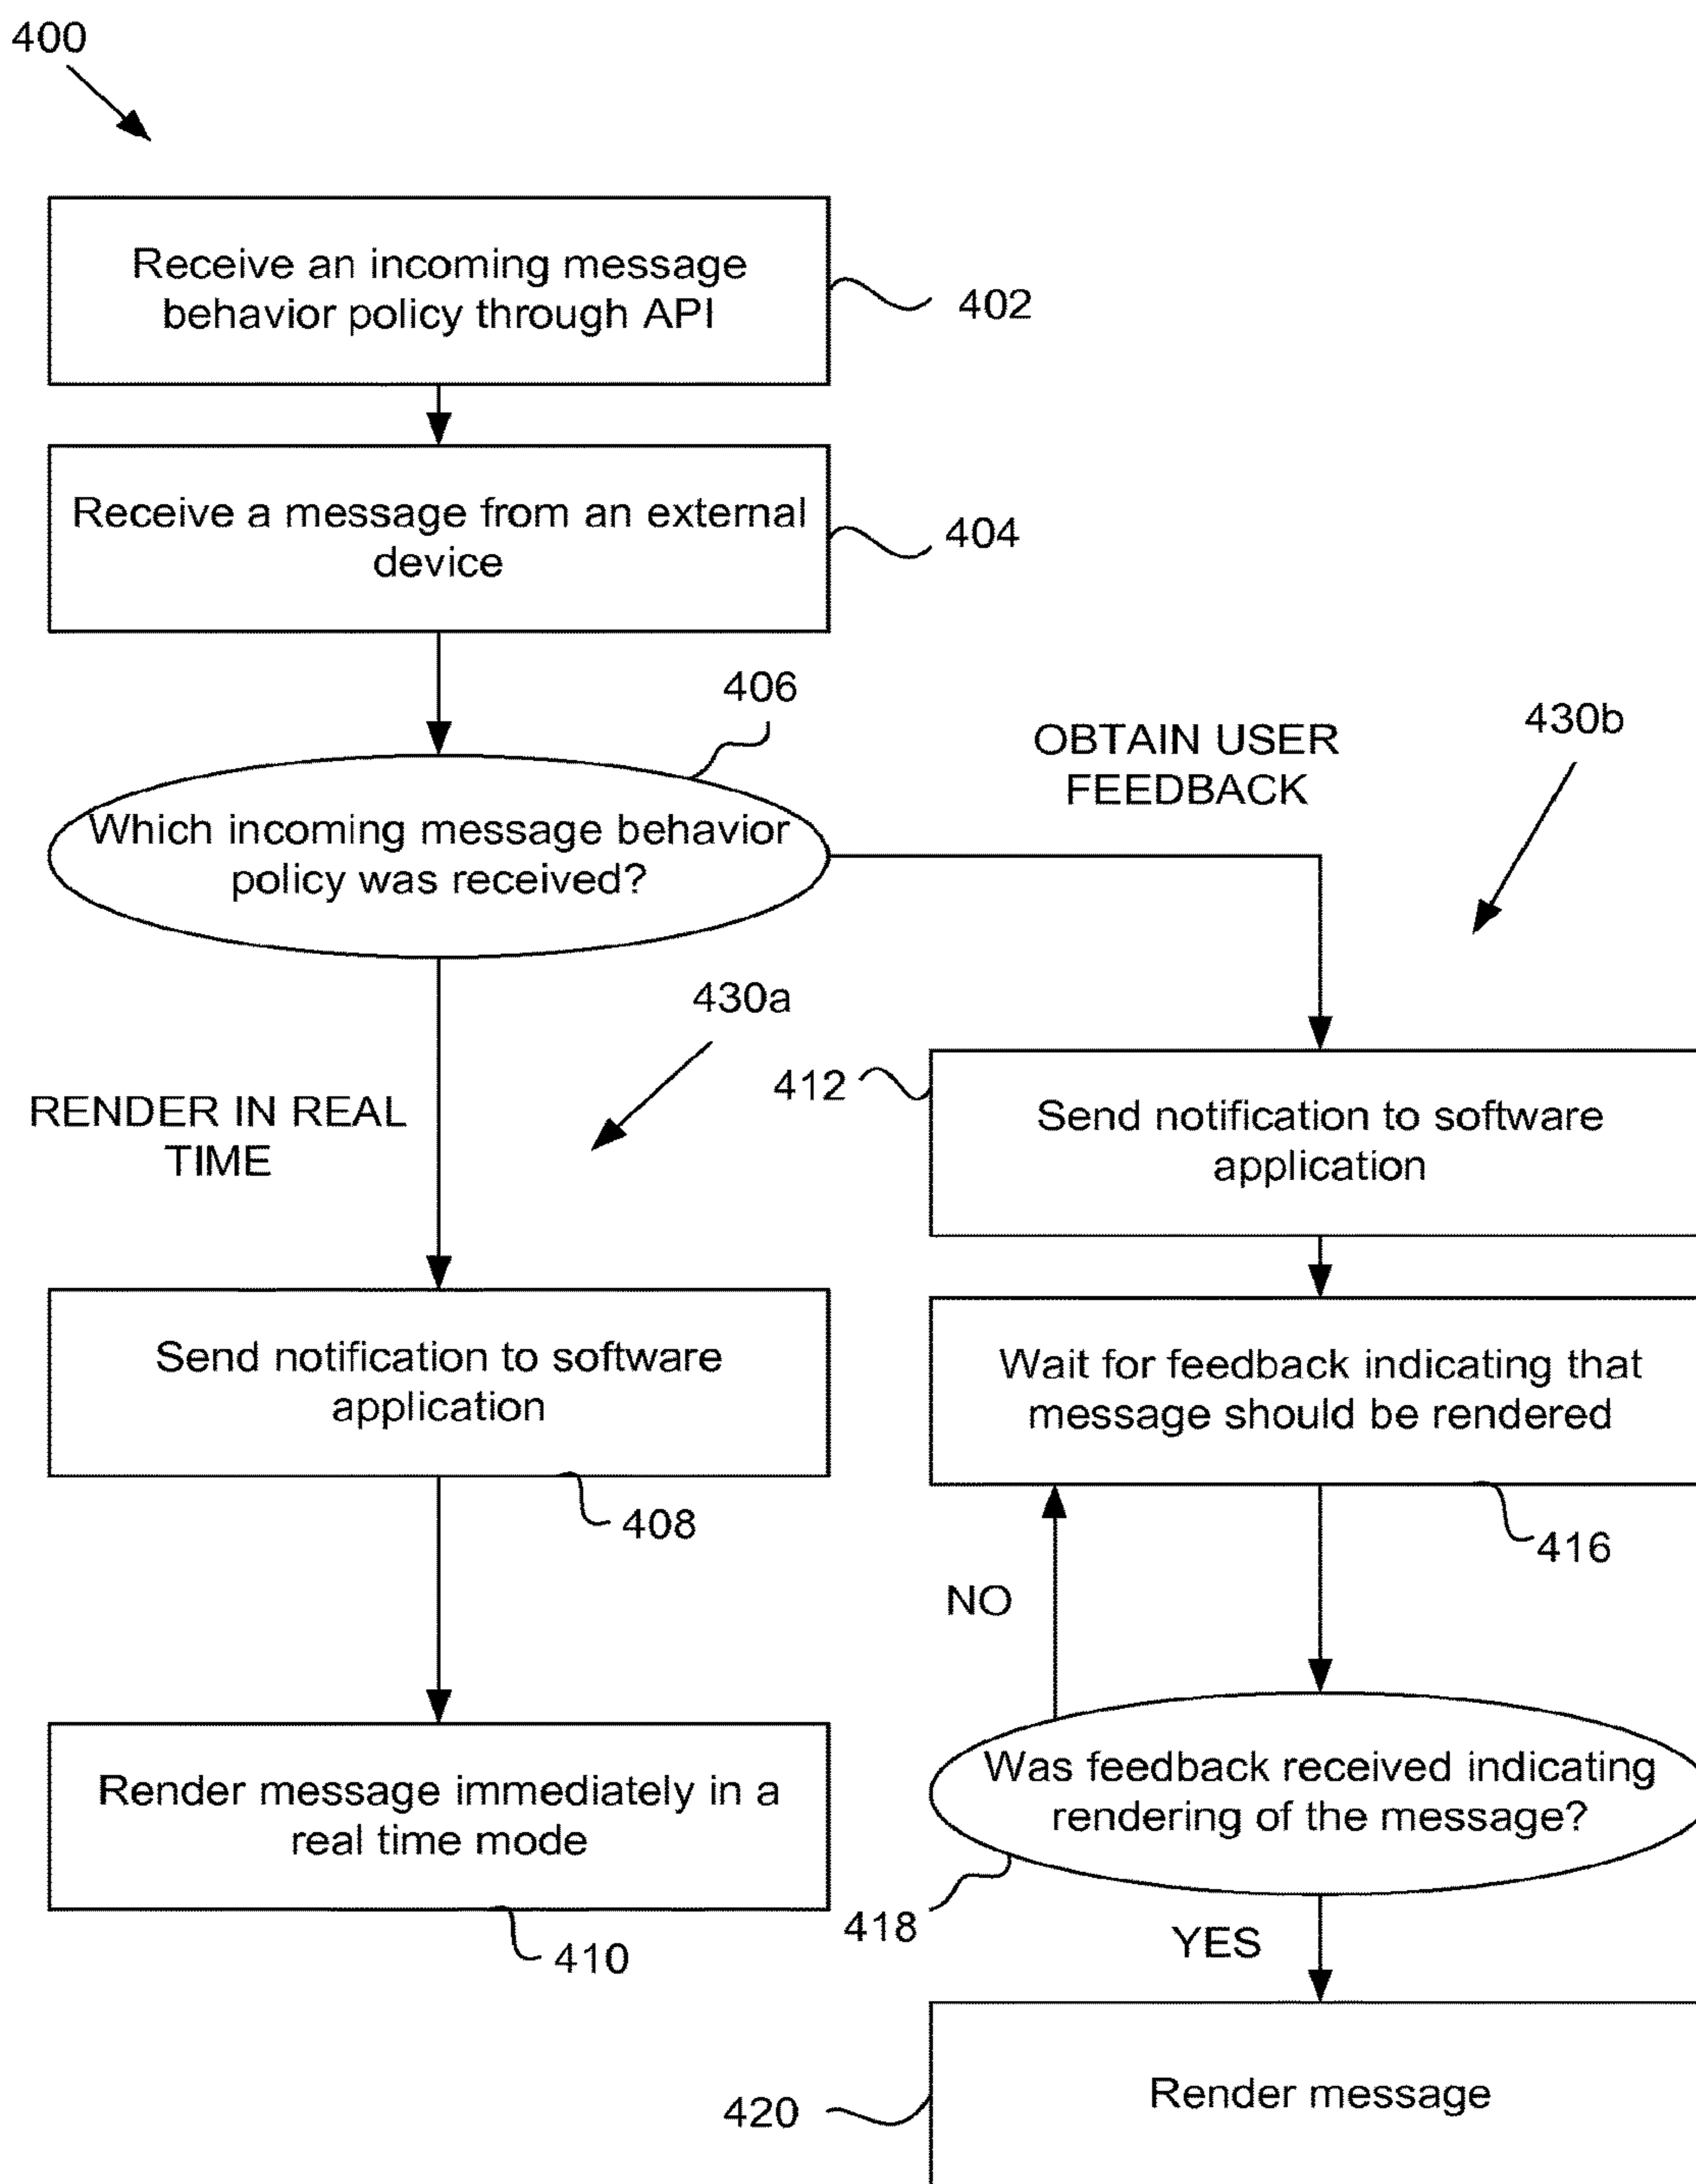 400
Receive an incoming message
behavior policy through API
402
Receive a message from an external
device
404
406
Which incoming message behavior
policy was received?
OBTAIN USER
FEEDBACK
430b
430a
RENDER IN REAL
TIME
412
Send notification to software
application
Send notification to software
application
408
Wait for feedback indicating that
message should be rendered
416
NO
Render message immediately in a
real time mode
410
Was feedback received indicating
rendering of the message?
418
YES
420
Render message